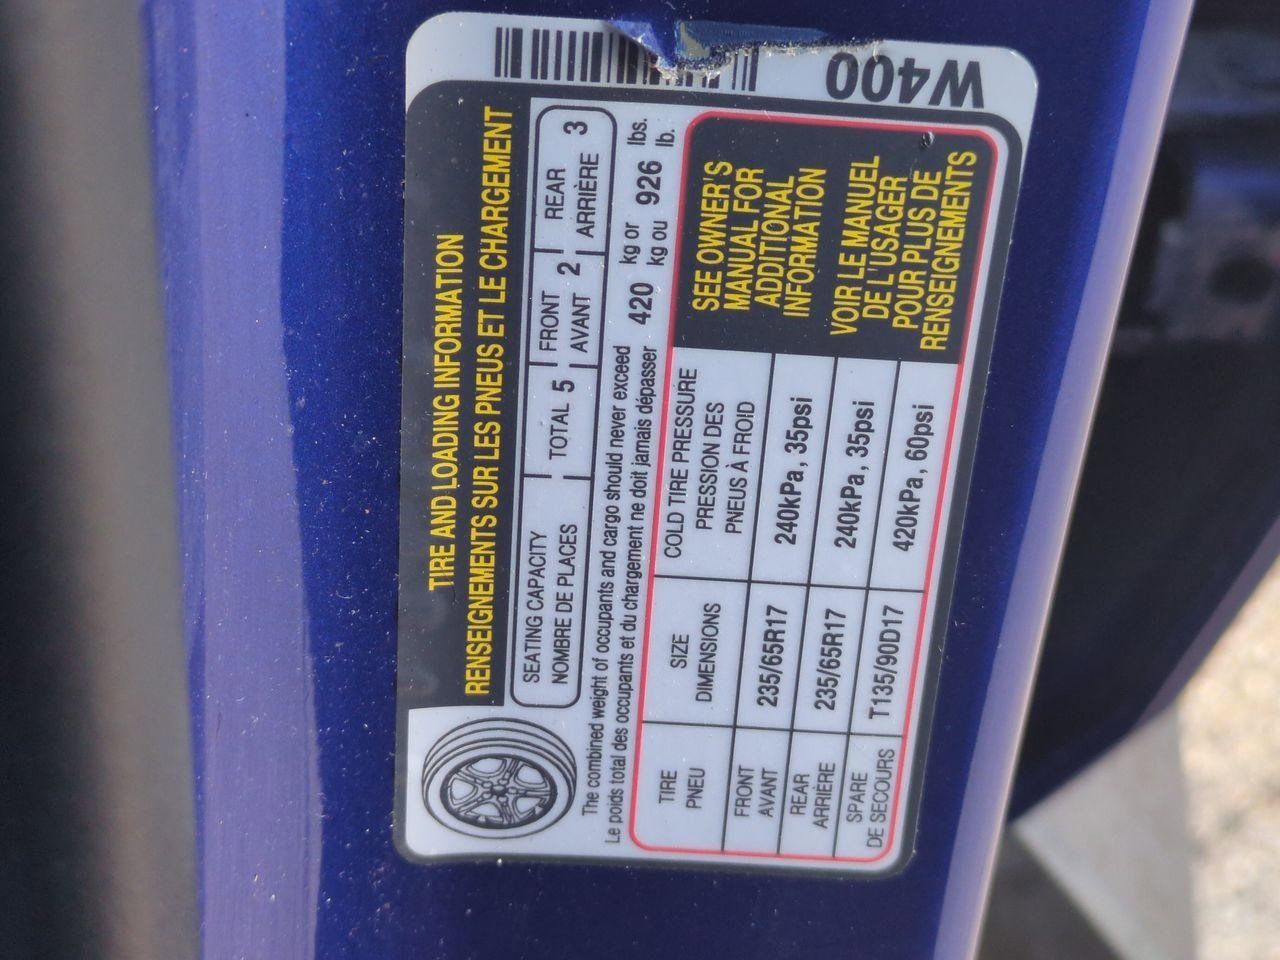 TIRE AND LOADING INFORMATION
RENSEIGNEMENTS SUR LES PNEUS ET LE CHARGEMENT
SEATING CAPACITY
NOMBRE DE PLACES
TOTAL 5
FRONT
AVANT 2
REAR
ARRIÈRE 3
The combined weight of occupants and cargo should never exceed 420 kg or 926 lbs.
Le poids total des occupants et du chargement ne doit jamais dépasser kg ou lb.
TIRE
PNEU
SIZE
DIMENSIONS
COLD TIRE PRESSURE
PRESSION DES
PNEUS À FROID
FRONT
AVANT
235/65R17
240kPa, 35psi
REAR
ARRIÈRE
235/65R17
240kPa, 35psi
SPARE
DE SECOURS
T135/90D17
420kPa, 60psi
SEE OWNER'S
MANUAL FOR
ADDITIONAL
INFORMATION
VOIR LE MANUEL
DE L'USAGER
POUR PLUS DE
RENSEIGNEMENTS
W400